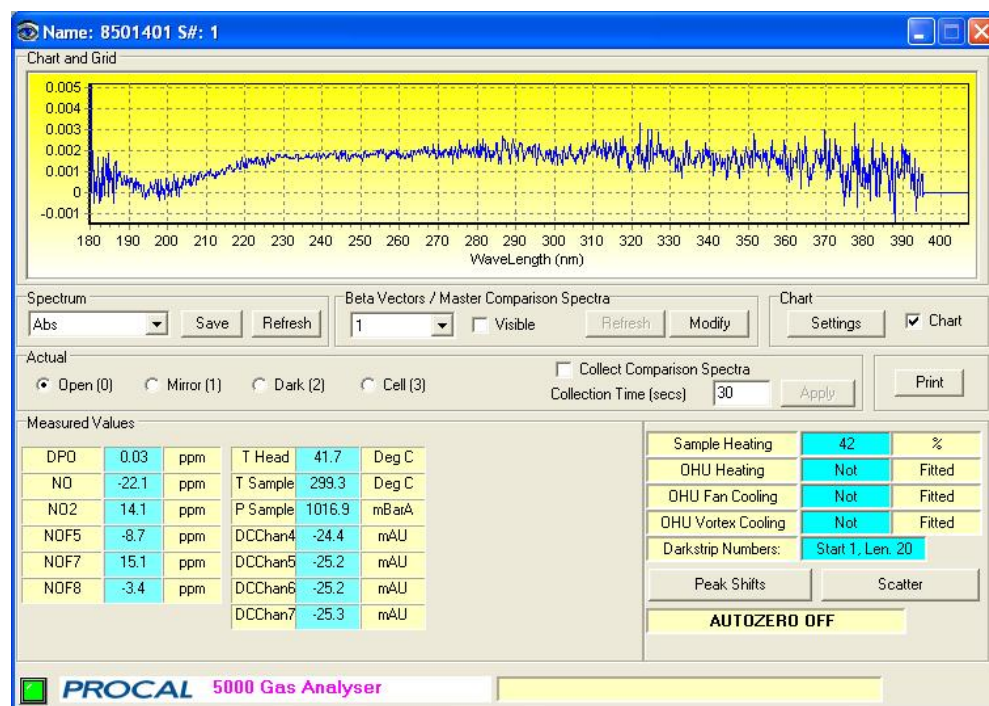 Name: 8501401 S#: 1
Chart and Grid
0.005
0.004
0.003
0.002
0.001
0
-0.001
180 190 200 210 220 230 240 250 260 270 280 290 300 310 320 330 340 350 360 370 380 390 400
WaveLength (nm)
Spectrum Beta Vectors / Master Comparison Spectra Chart
Abs Save Refresh 1 Visible Refresh Modify Settings Chart
Actual
Open (0) Mirror (1) Dark (2) Cell (3)
Collect Comparison Spectra
Collection Time (secs) 30 Apply Print
Measured Values
DPO 0.03 ppm T Head 41.7 Deg C
NO -22.1 ppm T Sample 299.3 Deg C
NO2 14.1 ppm P Sample 1016.9 mBarA
NOF5 -8.7 ppm DCChan4 -24.4 mAU
NOF7 15.1 ppm DCChan5 -25.2 mAU
NOF8 -3.4 ppm DCChan6 -25.2 mAU
DCChan7 -25.3 mAU
Sample Heating 42 %
OHU Heating Not Fitted
OHU Fan Cooling Not Fitted
OHU Vortex Cooling Not Fitted
Darkstrip Numbers: Start 1, Len. 20
Peak Shifts Scatter
AUTOZERO OFF
PROCAL 5000 Gas Analyser